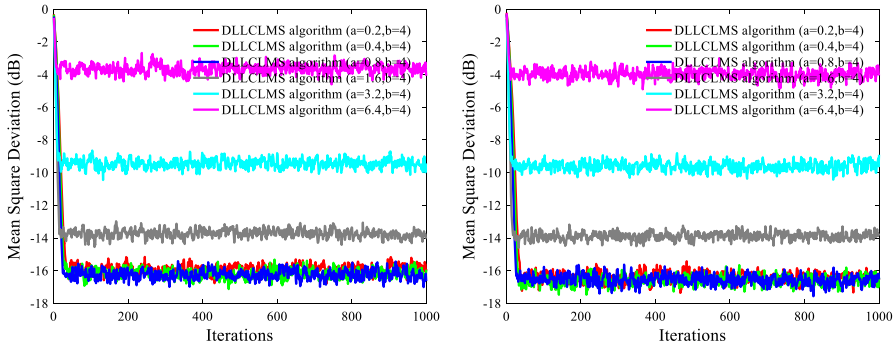 0
-2
-4
-6
-8
-10
-12
-14
-16
-18
0
200
400
600
800
1000
Mean Square Deviation (dB)
Iterations
DLLCLMS algorithm (a=0.2,b=4)
DLLCLMS algorithm (a=0.4,b=4)
DLLCLMS algorithm (a=0.8,b=4)
DLLCLMS algorithm (a=1.6,b=4)
DLLCLMS algorithm (a=3.2,b=4)
DLLCLMS algorithm (a=6.4,b=4)
0
-2
-4
-6
-8
-10
-12
-14
-16
-18
0
200
400
600
800
1000
Mean Square Deviation (dB)
Iterations
DLLCLMS algorithm (a=0.2,b=4)
DLLCLMS algorithm (a=0.4,b=4)
DLLCLMS algorithm (a=0.8,b=4)
DLLCLMS algorithm (a=1.6,b=4)
DLLCLMS algorithm (a=3.2,b=4)
DLLCLMS algorithm (a=6.4,b=4)